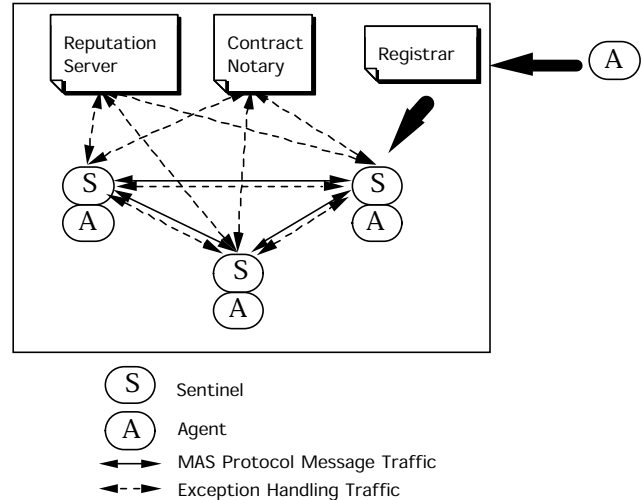 Reputation
Server
Contract
Notary
Registrar
A
S
A
S
A
S
A
S Sentinel
A Agent
MAS Protocol Message Traffic
Exception Handling Traffic